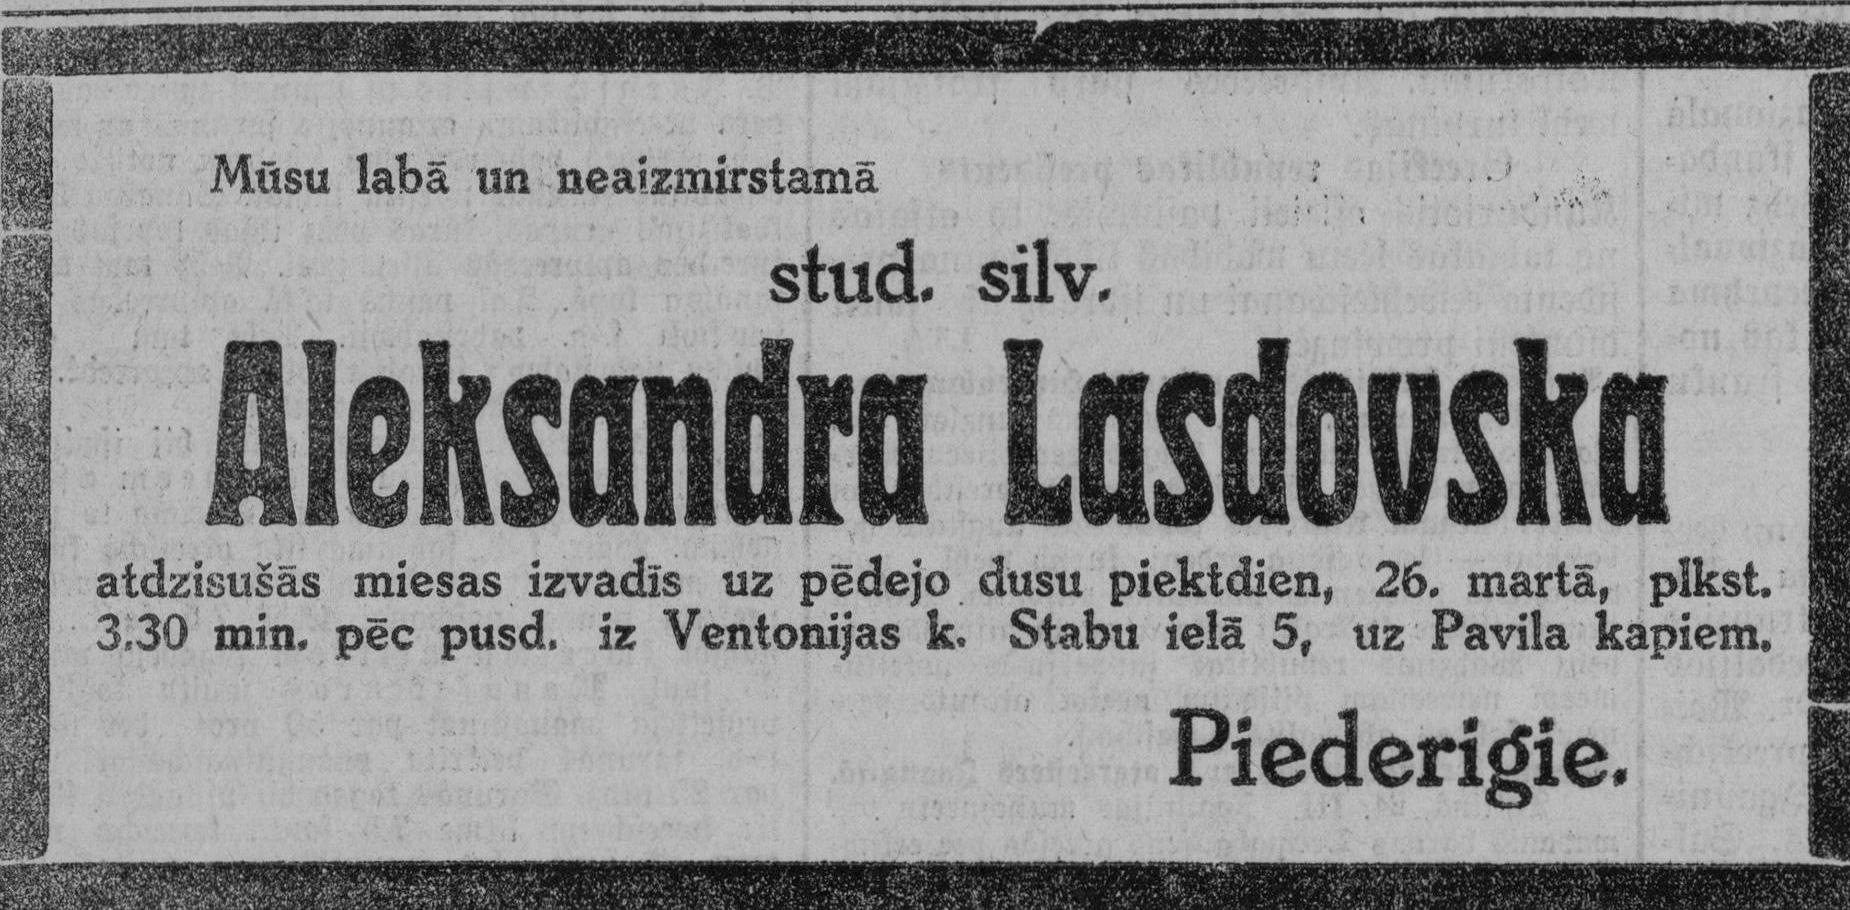 Mūsu labā un neaizmirstamā
stud. silv.
Aleksandra Lasdovska
atdzisušās miesas izvadīs uz pēdejo dusu piektdien, 26. martā, plkst.
3.30 min. pēc pusd. iz Ventonijas k. Stabu ielā 5, uz Pavila kapiem.
Piederigie.